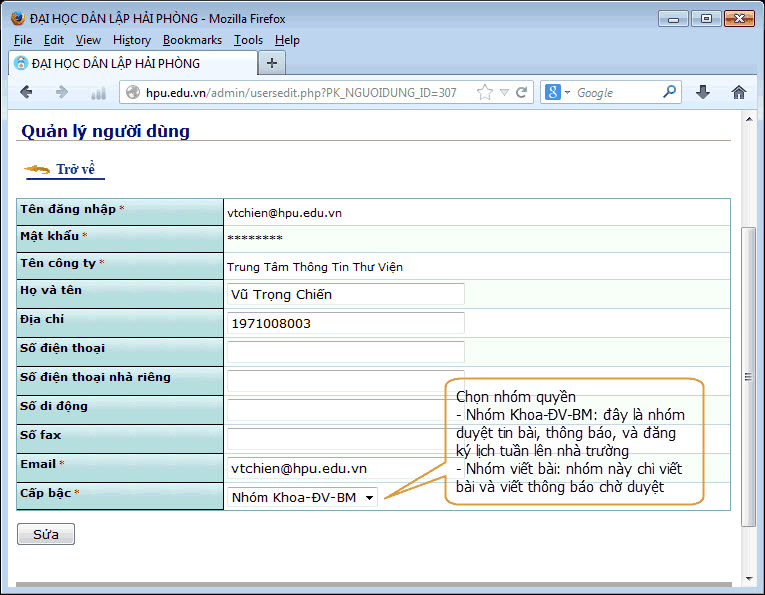 ĐẠI HỌC DÂN LẬP HẢI PHÒNG - Mozilla Firefox
File Edit View History Bookmarks Tools Help
ĐẠI HỌC DÂN LẬP HẢI PHÒNG
hpu.edu.vn/admin/usersedit.php?PK_NGUOIDUNG_ID=307
Google
Quản lý người dùng
Trở về
Tên đăng nhập * vtchien@hpu.edu.vn
Mật khẩu * ********
Tên công ty * Trung Tâm Thông Tin Thư Viện
Họ và tên Vũ Trọng Chiến
Địa chỉ 1971008003
Số điện thoại
Số điện thoại nhà riêng
Số di động
Số fax
Email * vtchien@hpu.edu.vn
Cấp bậc * Nhóm Khoa-ĐV-BM
Chọn nhóm quyền
- Nhóm Khoa-ĐV-BM: đây là nhóm
duyệt tin bài, thông báo, và đăng
ký lịch tuần lên nhà trường
- Nhóm viết bài: nhóm này chỉ viết
bài và viết thông báo chờ duyệt
Sửa